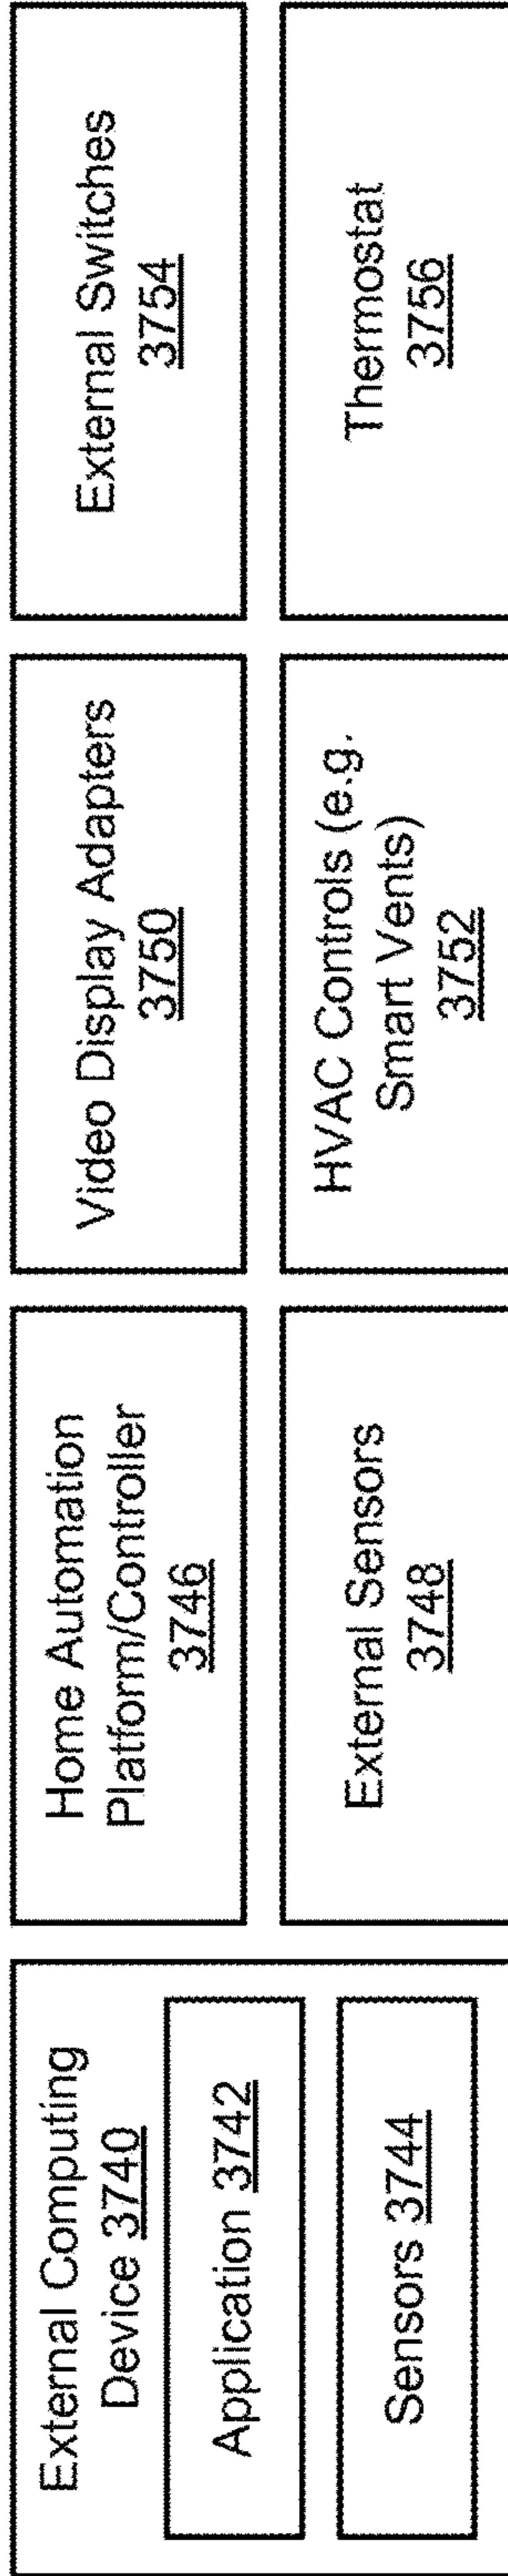 External Computing
Device 3740
Application 3742
Sensors 3744
Home Automation
Platform/Controller
3746
External Sensors
3748
Video Display Adapters
3750
HVAC Controls (e.g.
Smart Vents)
3752
External Switches
3754
Thermostat
3756